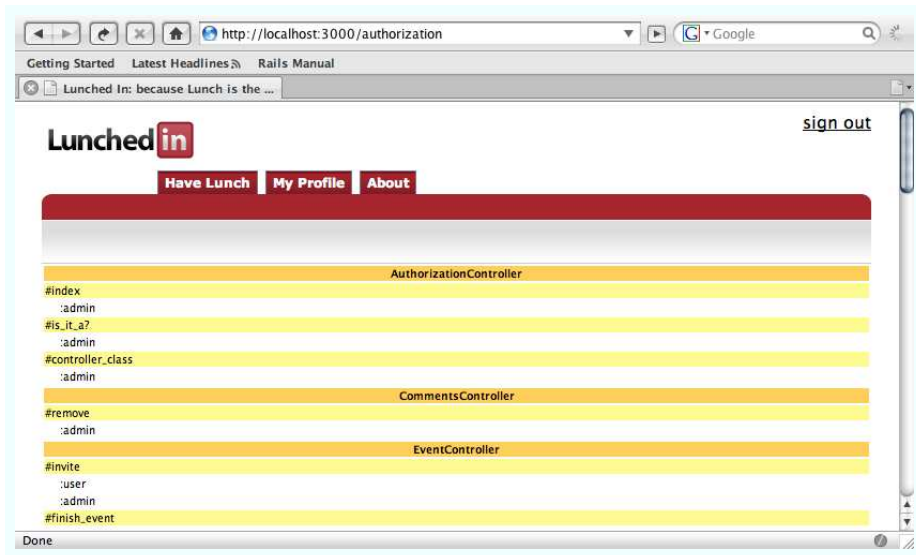 http://localhost:3000/authorization
G Google
Getting Started Latest Headlines Rails Manual
Lunched In: because Lunch is the ...
sign out
Lunched in
Have Lunch My Profile About
AuthorizationController
#index
:admin
#is_it_a?
:admin
#controller_class
:admin
CommentsController
#remove
:admin
EventController
#invite
:user
:admin
#finish_event
Done